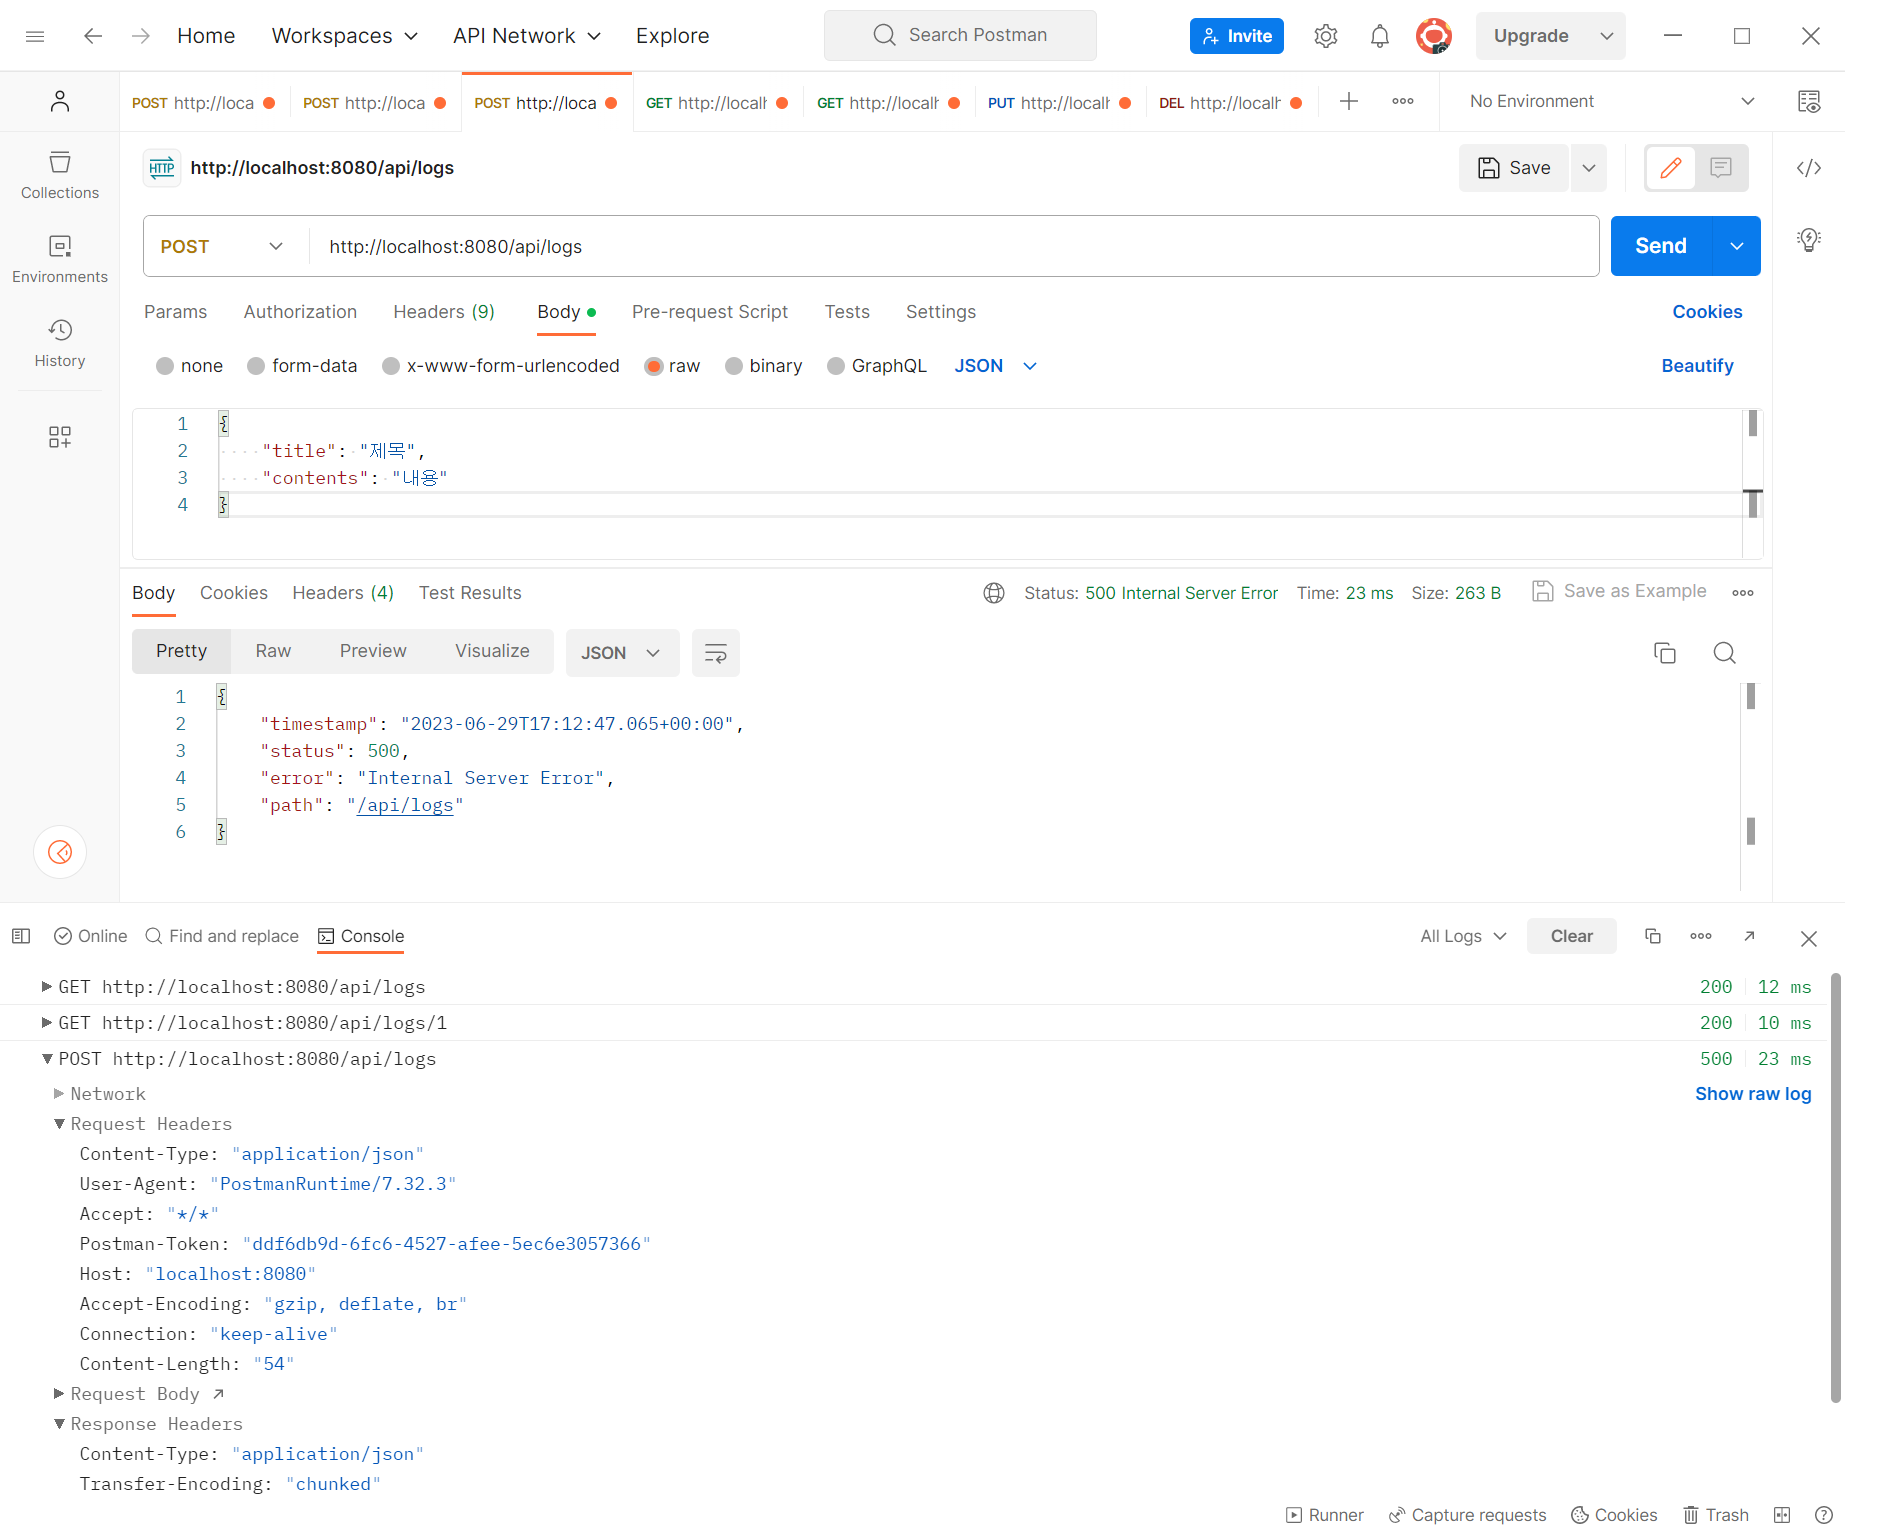 Home Workspaces API Network Explore Search Postman Invite Upgrade
POST http://loca POST http://loca POST http://loca GET http://localh GET http://localh PUT http://localh DEL http://localh No Environment
HTTP http://localhost:8080/api/logs Save
Collections
Environments
History
POST http://localhost:8080/api/logs Send
Params Authorization Headers (9) Body Pre-request Script Tests Settings Cookies
none form-data x-www-form-urlencoded raw binary GraphQL JSON Beautify
1 {
2 "title": "제목",
3 "contents": "내용"
4 }
Body Cookies Headers (4) Test Results Status: 500 Internal Server Error Time: 23 ms Size: 263 B Save as Example
Pretty Raw Preview Visualize JSON
1 {
2 "timestamp": "2023-06-29T17:12:47.065+00:00",
3 "status": 500,
4 "error": "Internal Server Error",
5 "path": "/api/logs"
6 }
Online Find and replace Console All Logs Clear
GET http://localhost:8080/api/logs 200 12 ms
GET http://localhost:8080/api/logs/1 200 10 ms
POST http://localhost:8080/api/logs 500 23 ms
Network Show raw log
Request Headers
Content-Type: "application/json"
User-Agent: "PostmanRuntime/7.32.3"
Accept: "*/*"
Postman-Token: "ddf6db9d-6fc6-4527-afee-5ec6e3057366"
Host: "localhost:8080"
Accept-Encoding: "gzip, deflate, br"
Connection: "keep-alive"
Content-Length: "54"
Request Body
Response Headers
Content-Type: "application/json"
Transfer-Encoding: "chunked"
Runner Capture requests Cookies Trash